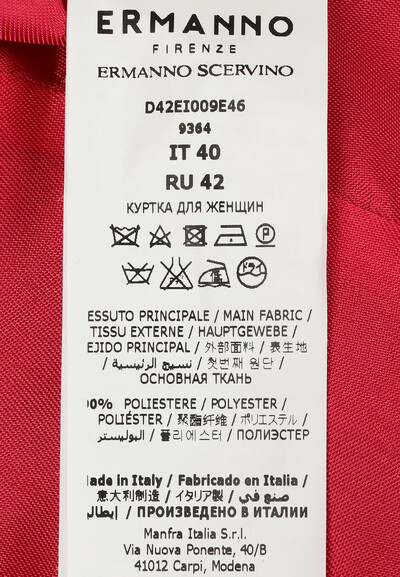 ERMANNO
FIRENZE
ERMANNO SCERVINO
D42EI009E46
9364
IT 40
RU 42
КУРТКА ДЛЯ ЖЕНЩИН
P
ESSUTO PRINCIPALE / MAIN FABRIC /
TISSU EXTERNE / HAUPTGEWEBE /
EJIDO PRINCIPAL / 外部面料 / 表生地
/ 첫번째 원단 / نسيج الرئيسية /
ОСНОВНАЯ ТКАНЬ
00% POLIESTERE / POLYESTER /
POLIÉSTER / 聚酯纤维 / ポリエステル /
البوليستر / 폴리에스터 / ПОЛИЭСТЕР
ade in Italy / Fabricado en Italia /
意大利制造 / イタリア製 / صنع في
إيطاليا / ПРОИЗВЕДЕНО В ИТАЛИИ
Manfra Italia S.r.l.
Via Nuova Ponente, 40/B
41012 Carpi, Modena